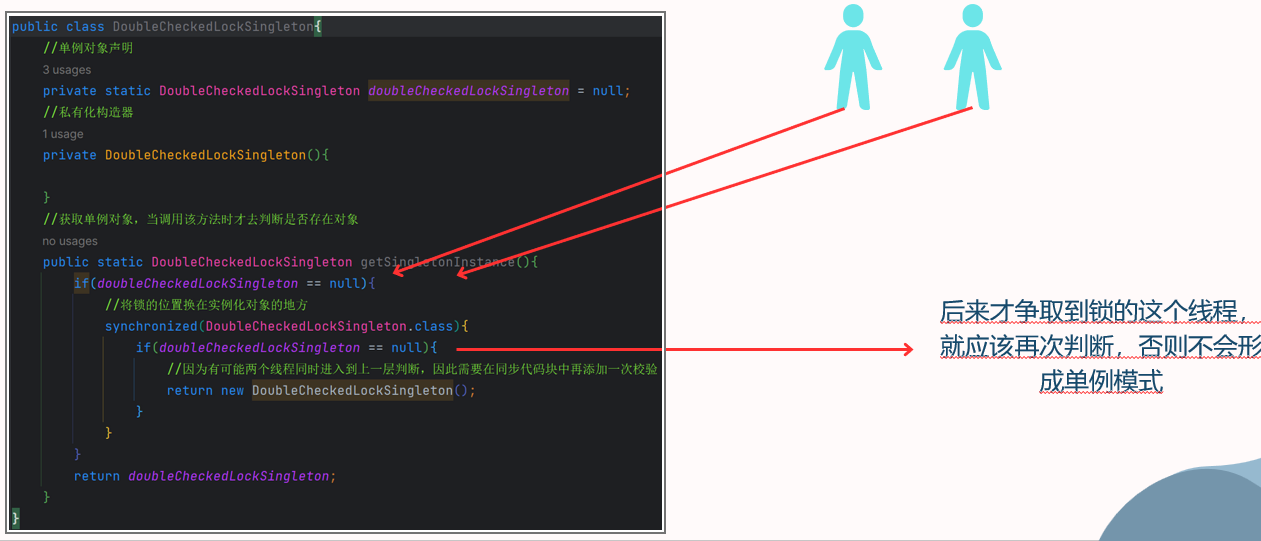 public class DoubleCheckedLockSingleton{
//单例对象声明
3 usages
private static DoubleCheckedLockSingleton doubleCheckedLockSingleton = null;
//私有化构造器
1 usage
private DoubleCheckedLockSingleton(){
}
//获取单例对象，当调用该方法时才去判断是否存在对象
no usages
public static DoubleCheckedLockSingleton getSingletonInstance(){
if(doubleCheckedLockSingleton == null){
//将锁的位置换在实例化对象的地方
synchronized(DoubleCheckedLockSingleton.class){
if(doubleCheckedLockSingleton == null){
//因为有可能两个线程同时进入到上一层判断，因此需要在同步代码块中再添加一次校验
return new DoubleCheckedLockSingleton();
}
}
}
return doubleCheckedLockSingleton;
}
}
后来才争取到锁的这个线程，
就应该再次判断，否则不会形
成单例模式